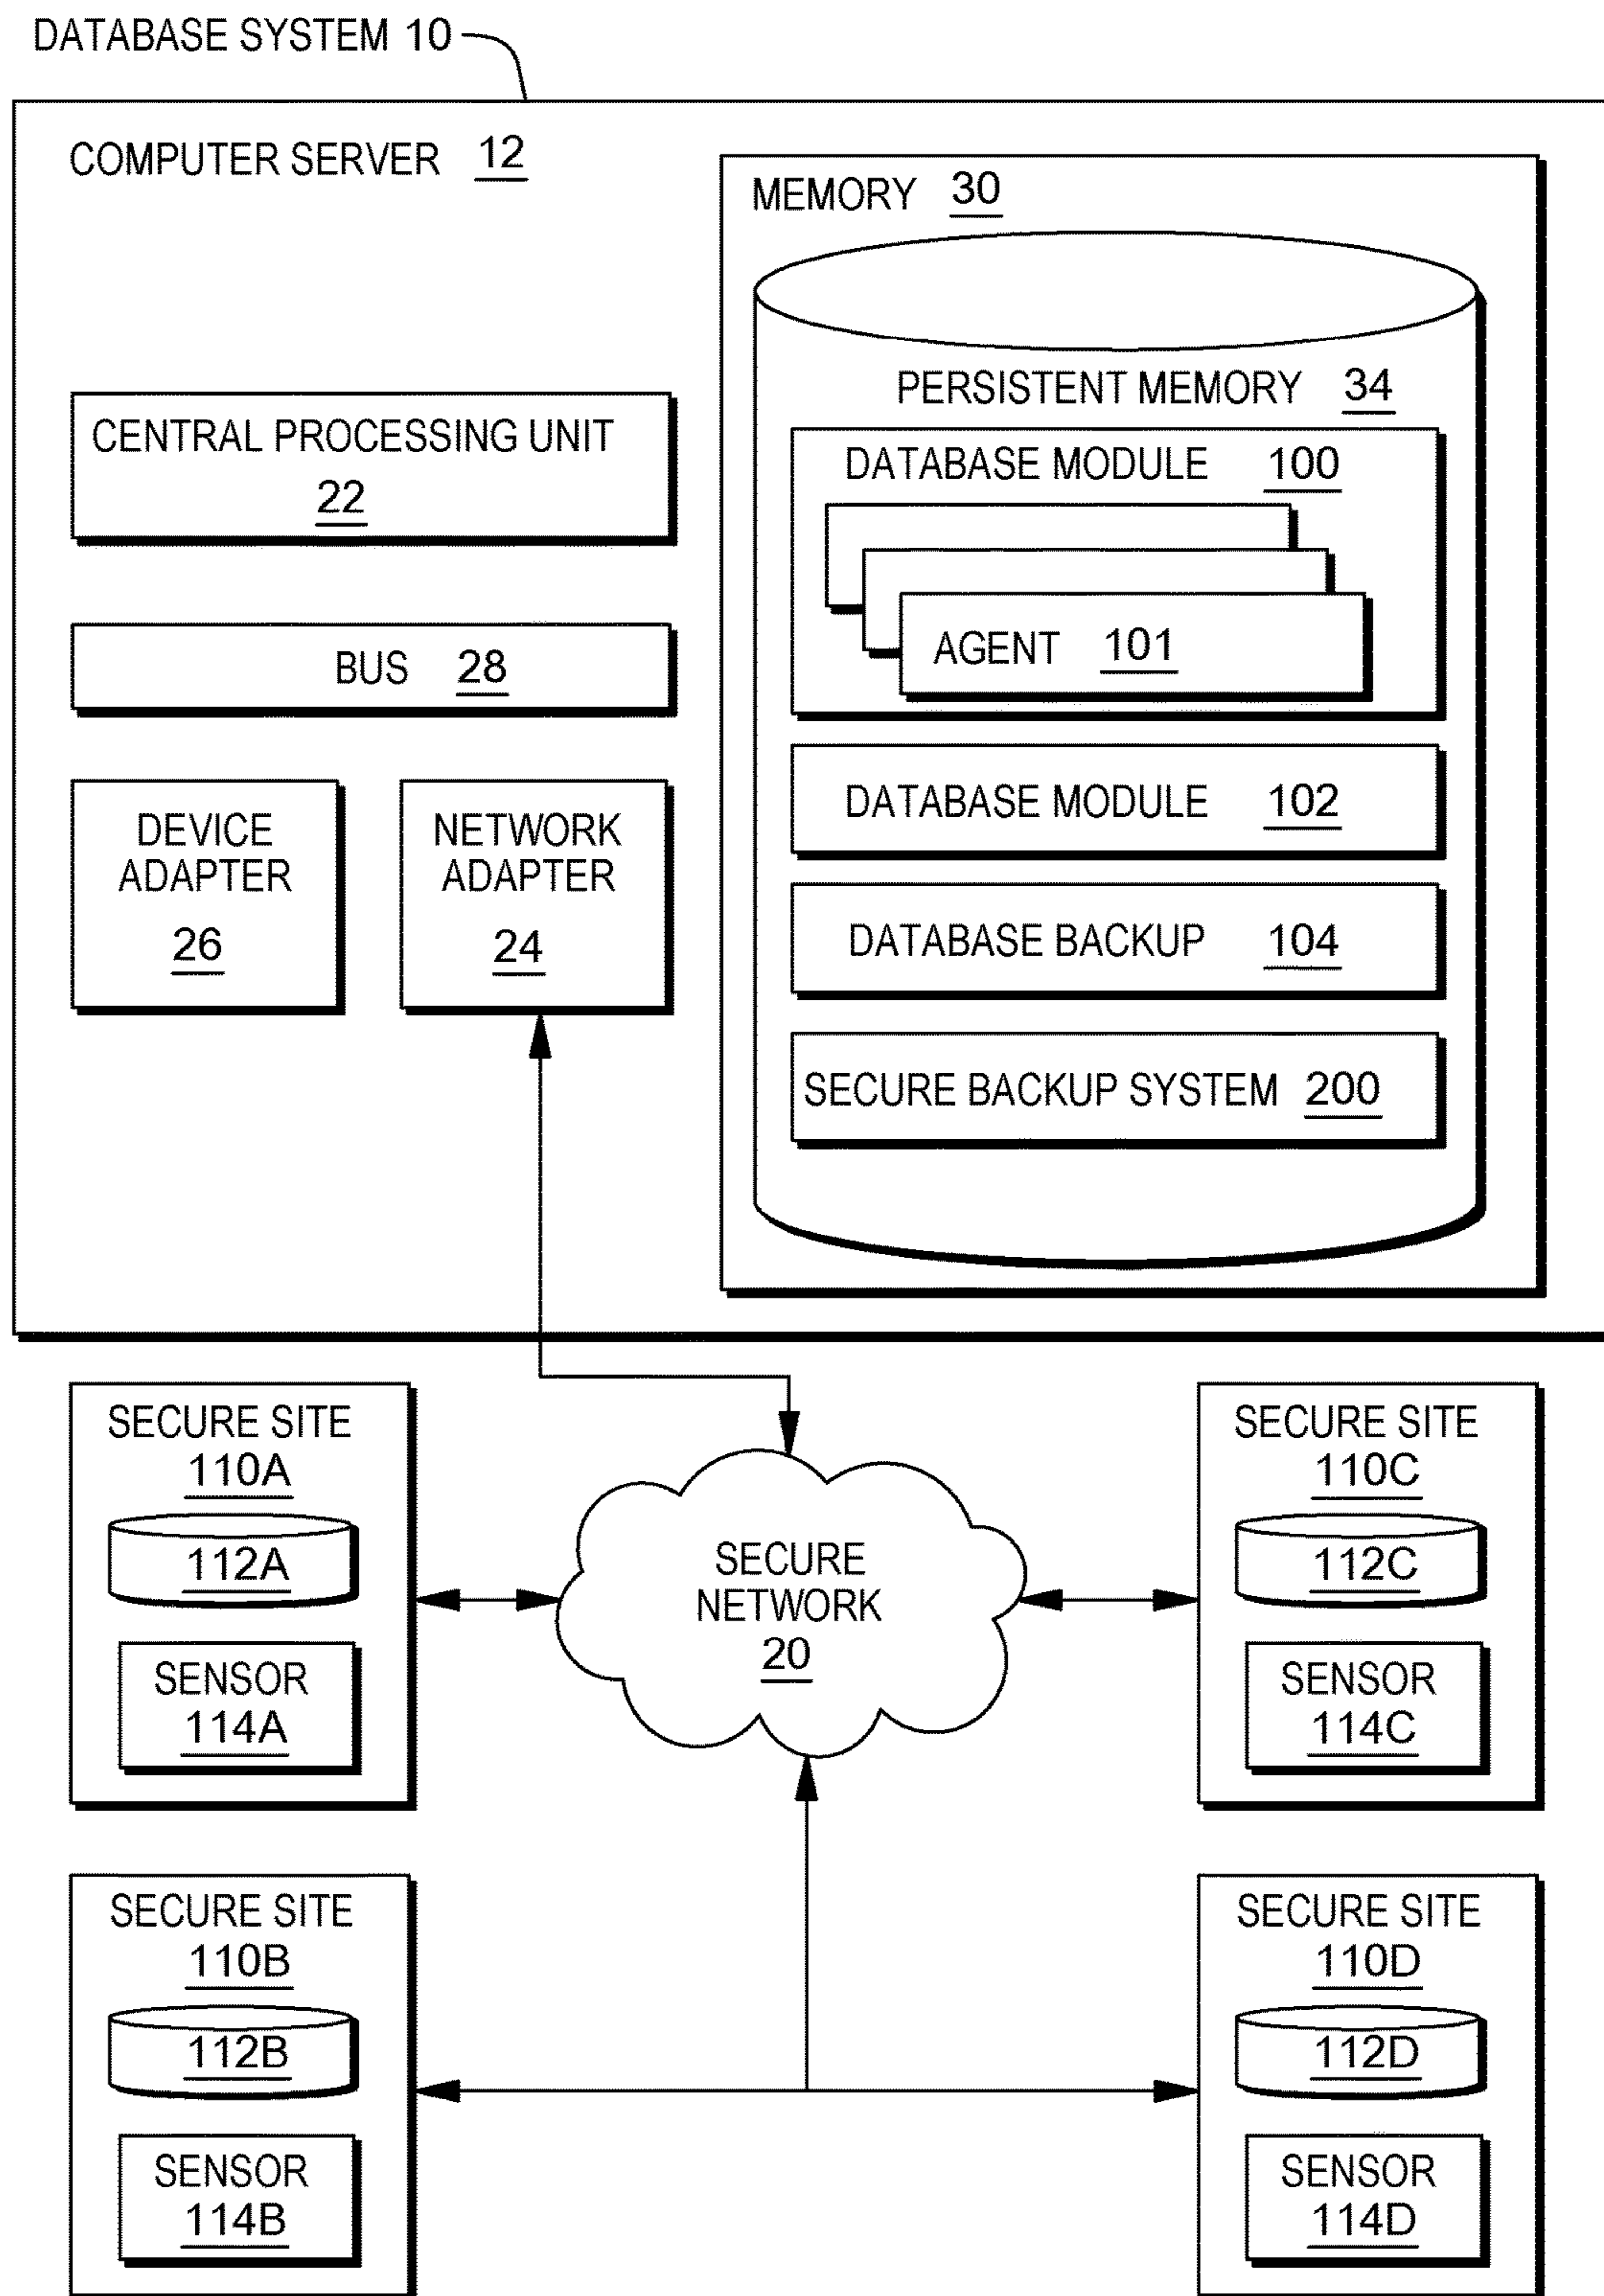 DATABASE SYSTEM 10
COMPUTER SERVER 12
MEMORY 30
PERSISTENT MEMORY 34
CENTRAL PROCESSING UNIT
22
DATABASE MODULE 100
AGENT 101
BUS 28
DATABASE MODULE 102
DEVICE
ADAPTER
26
NETWORK
ADAPTER
24
DATABASE BACKUP 104
SECURE BACKUP SYSTEM 200
SECURE SITE
110A
112A
SENSOR
114A
SECURE
NETWORK
20
SECURE SITE
110C
112C
SENSOR
114C
SECURE SITE
110B
112B
SENSOR
114B
SECURE SITE
110D
112D
SENSOR
114D